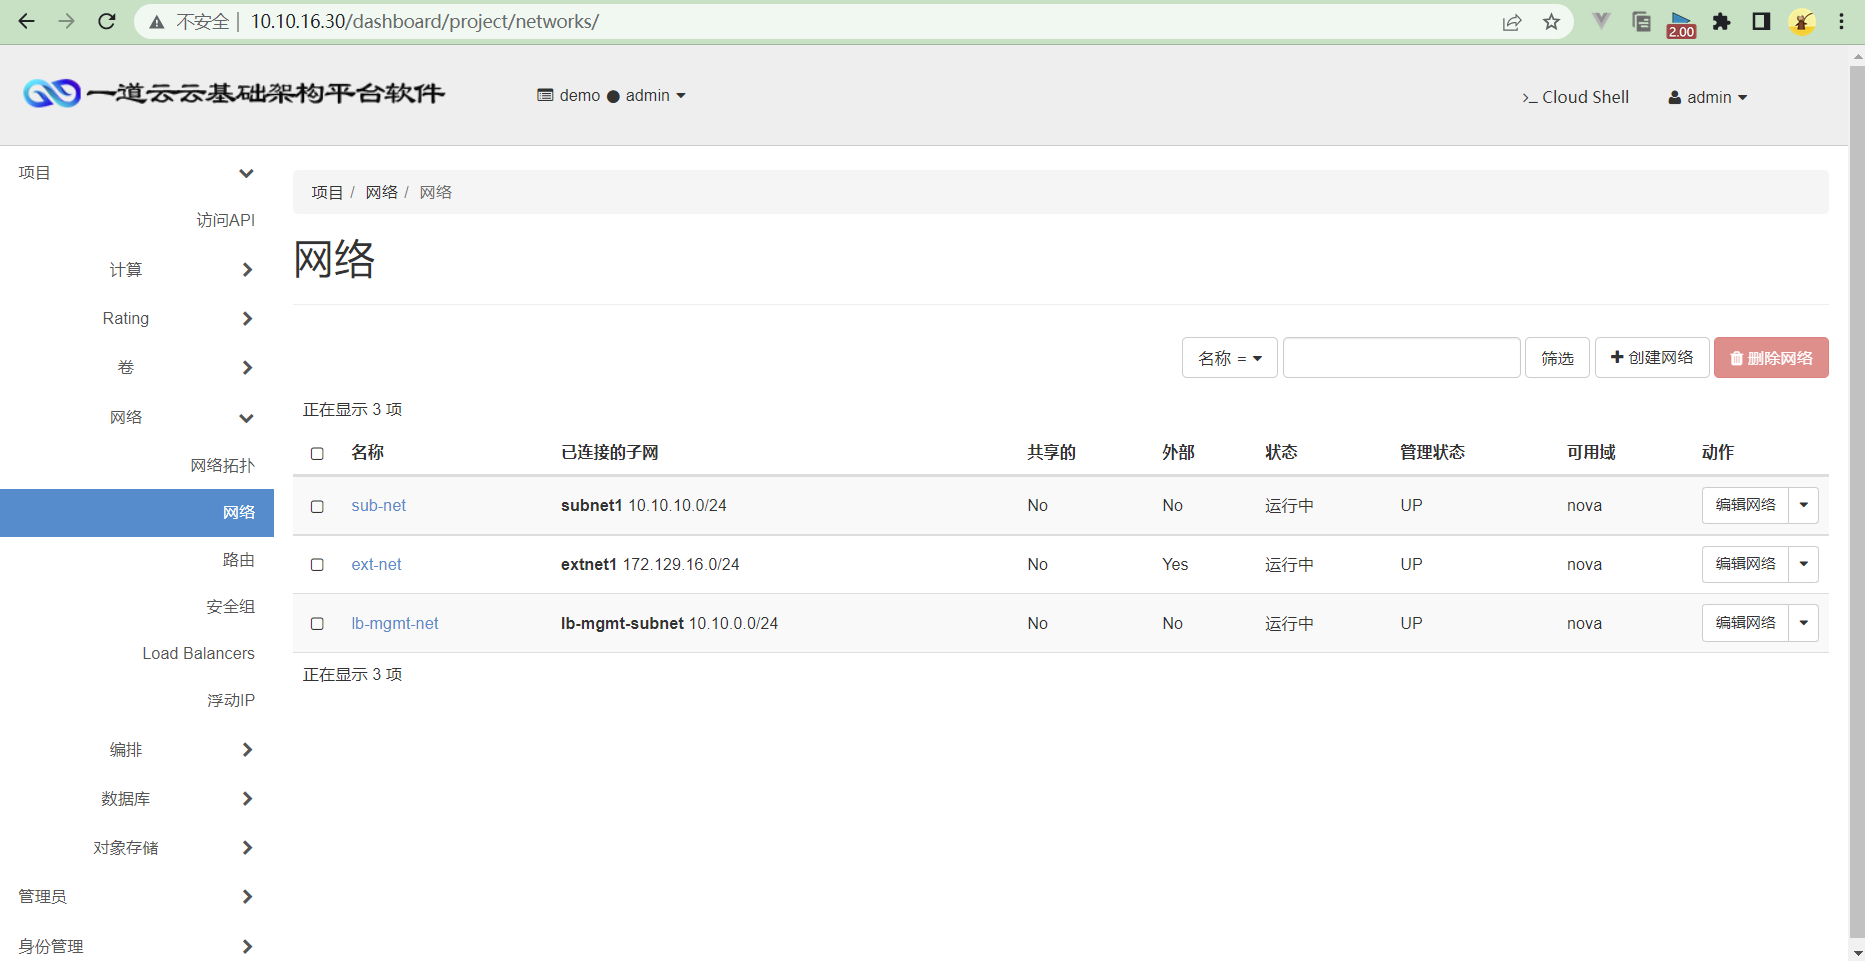 不安全 | 10.10.16.30/dashboard/project/networks/
2.00
一道云云基础架构平台软件
demo ● admin
>_ Cloud Shell
admin
项目
访问API
计算
Rating
卷
网络
网络拓扑
网络
路由
安全组
Load Balancers
浮动IP
编排
数据库
对象存储
管理员
身份管理
项目 / 网络 / 网络
网络
名称 = 筛选 +创建网络 删除网络
正在显示 3 项
名称 已连接的子网 共享的 外部 状态 管理状态 可用域 动作
sub-net subnet1 10.10.10.0/24 No No 运行中 UP nova 编辑网络
ext-net extnet1 172.129.16.0/24 No Yes 运行中 UP nova 编辑网络
lb-mgmt-net lb-mgmt-subnet 10.10.0.0/24 No No 运行中 UP nova 编辑网络
正在显示 3 项